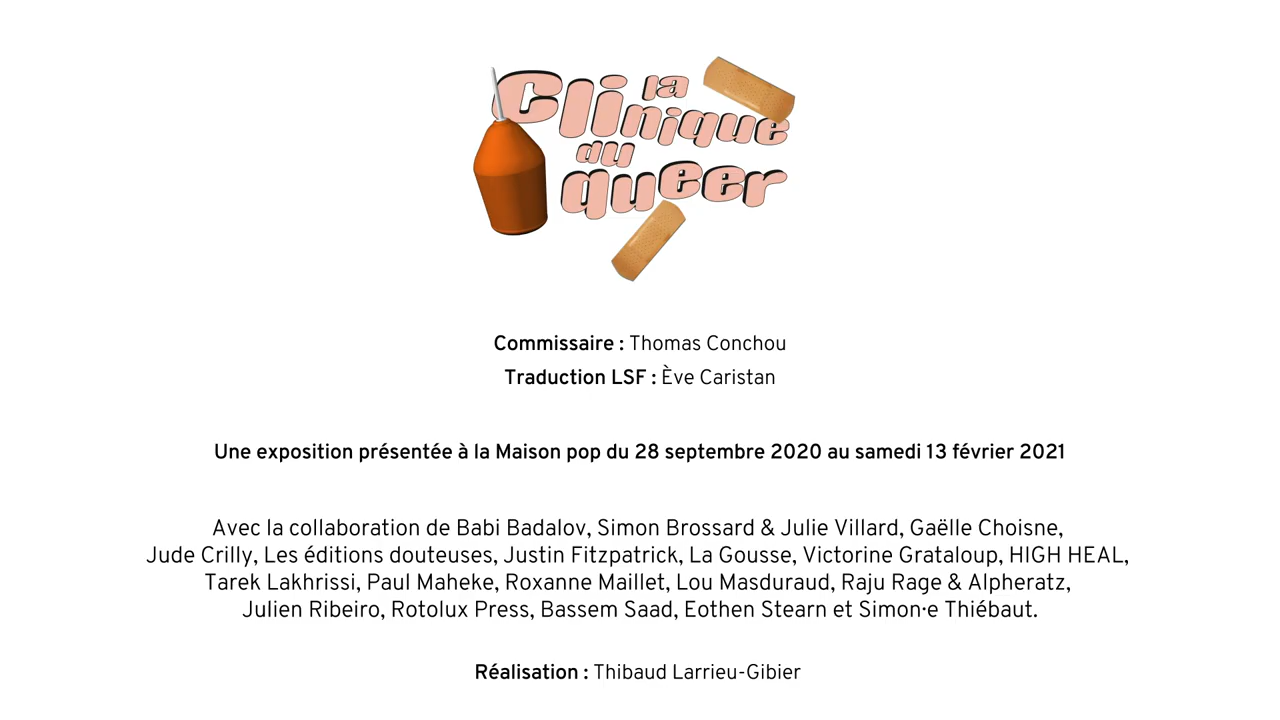 la
Clinique
du
queer
Commissaire : Thomas Conchou
Traduction LSF : Ève Caristan
Une exposition présentée à la Maison pop du 28 septembre 2020 au samedi 13 février 2021
Avec la collaboration de Babi Badalov, Simon Brossard & Julie Villard, Gaëlle Choisne,
Jude Crilly, Les éditions douteuses, Justin Fitzpatrick, La Gousse, Victorine Grataloup, HIGH HEAL,
Tarek Lakhrissi, Paul Maheke, Roxanne Maillet, Lou Masduraud, Raju Rage & Alpheratz,
Julien Ribeiro, Rotolux Press, Bassem Saad, Eothen Stearn et Simon·e Thiébaut.
Réalisation : Thibaud Larrieu-Gibier